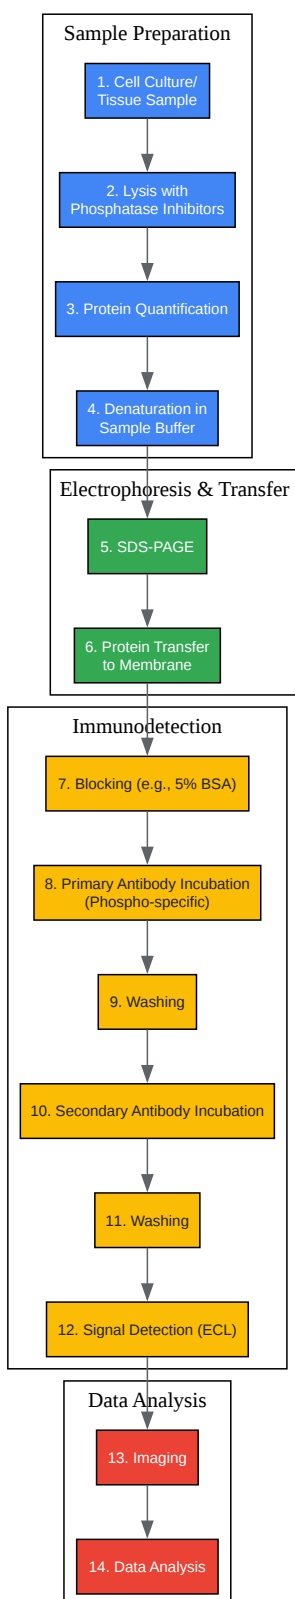 Sample Preparation
1. Cell Culture/
Tissue Sample
2. Lysis with
Phosphatase Inhibitors
3. Protein Quantification
4. Denaturation in
Sample Buffer
Electrophoresis & Transfer
5. SDS-PAGE
6. Protein Transfer
to Membrane
Immunodetection
7. Blocking (e.g., 5% BSA)
8. Primary Antibody Incubation
(Phospho-specific)
9. Washing
10. Secondary Antibody Incubation
11. Washing
12. Signal Detection (ECL)
Data Analysis
13. Imaging
14. Data Analysis